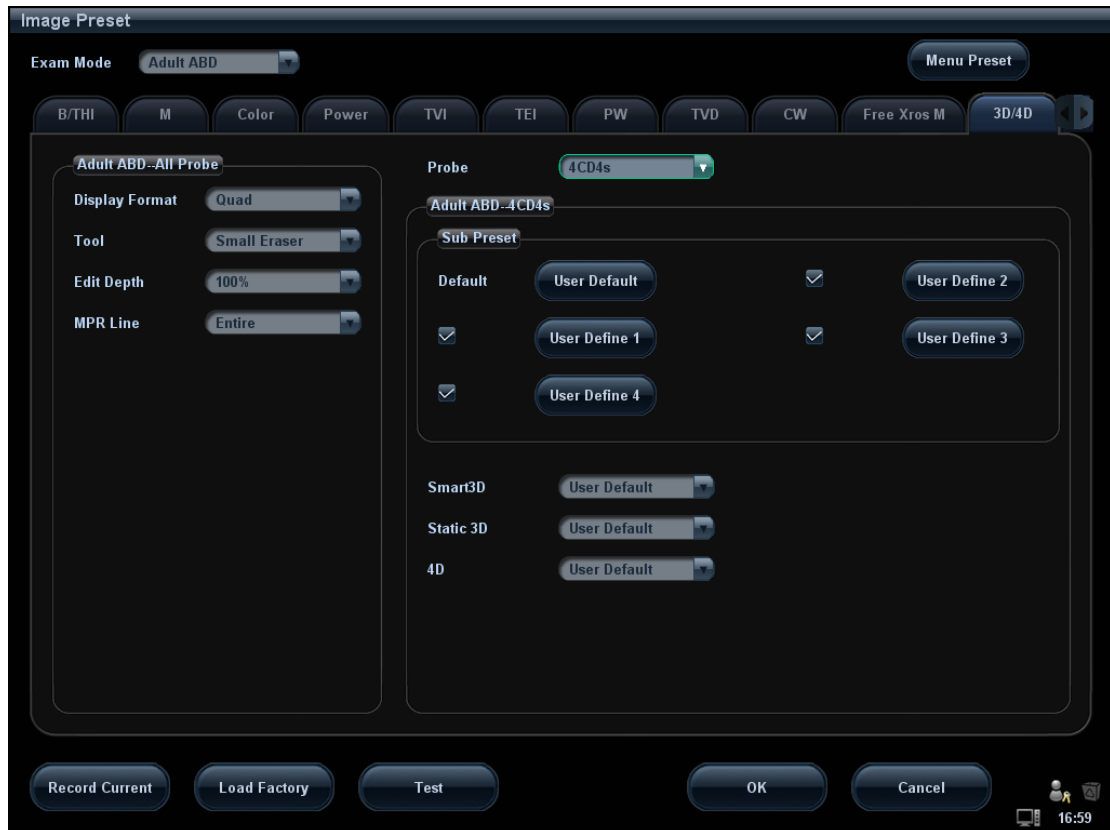 Image Preset
Exam Mode Adult ABD Menu Preset
B/THI M Color Power TVI TEI PW TVD CW Free Xros M 3D/4D
Adult ABD--All Probe
Display Format Quad
Tool Small Eraser
Edit Depth 100%
MPR Line Entire
Probe 4CD4s
Adult ABD--4CD4s
Sub Preset
Default User Default User Define 2
User Define 1 User Define 3
User Define 4
Smart3D User Default
Static 3D User Default
4D User Default
Record Current Load Factory Test OK Cancel
16:59